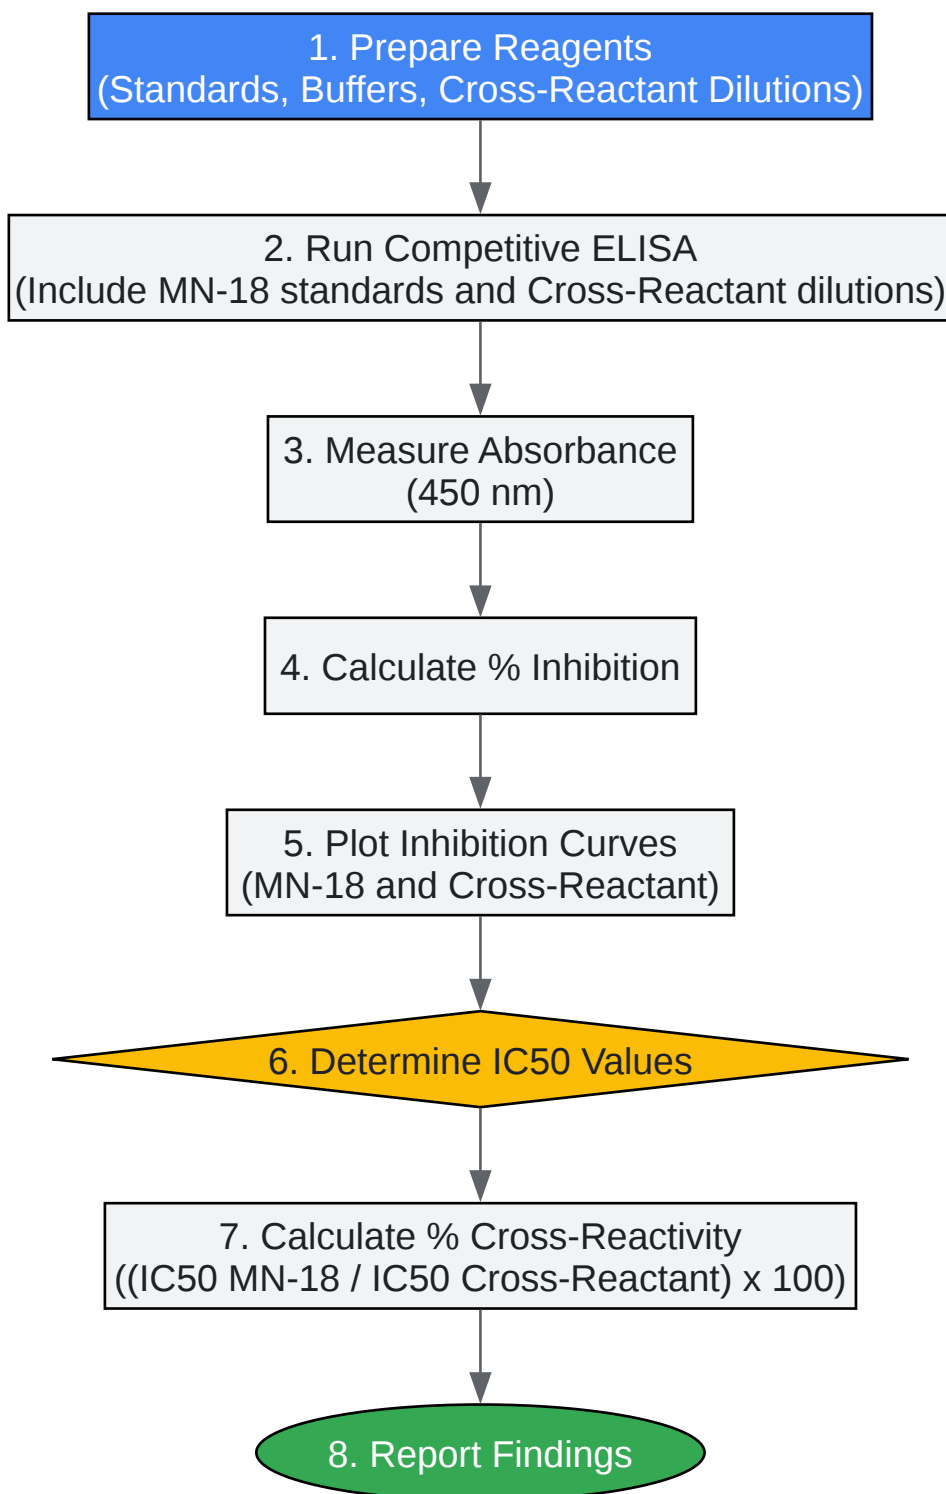 1. Prepare Reagents
(Standards, Buffers, Cross-Reactant Dilutions)
2. Run Competitive ELISA
(Include MN-18 standards and Cross-Reactant dilutions)
3. Measure Absorbance
(450 nm)
4. Calculate % Inhibition
5. Plot Inhibition Curves
(MN-18 and Cross-Reactant)
6. Determine IC50 Values
7. Calculate % Cross-Reactivity
((IC50 MN-18 / IC50 Cross-Reactant) x 100)
8. Report Findings